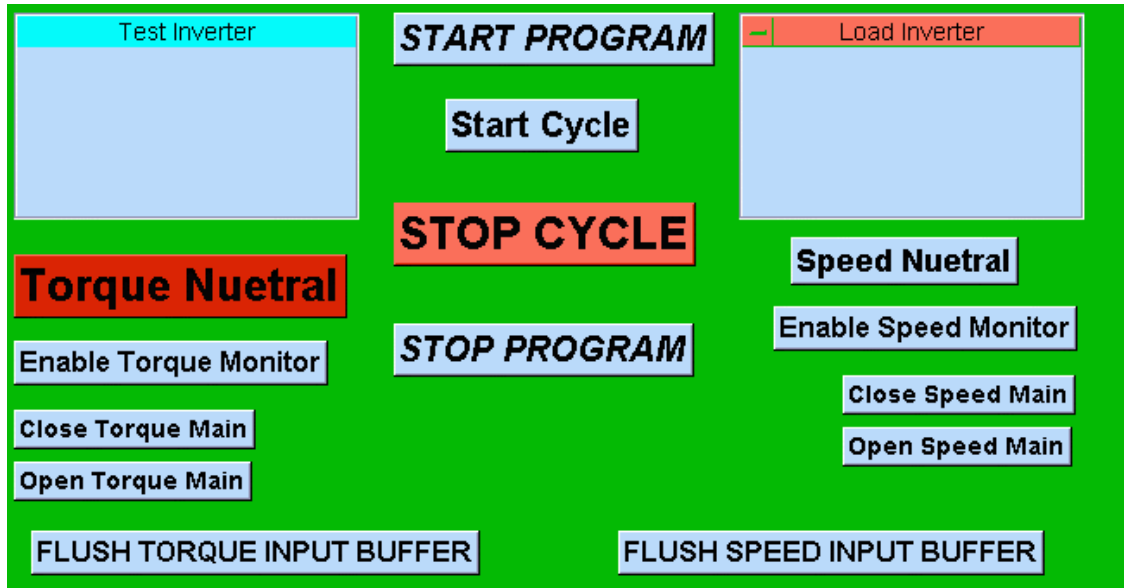 Test Inverter
START PROGRAM
Load Inverter
Start Cycle
STOP CYCLE
Speed Nuetral
Torque Nuetral
Enable Speed Monitor
STOP PROGRAM
Enable Torque Monitor
Close Speed Main
Close Torque Main
Open Speed Main
Open Torque Main
FLUSH TORQUE INPUT BUFFER
FLUSH SPEED INPUT BUFFER